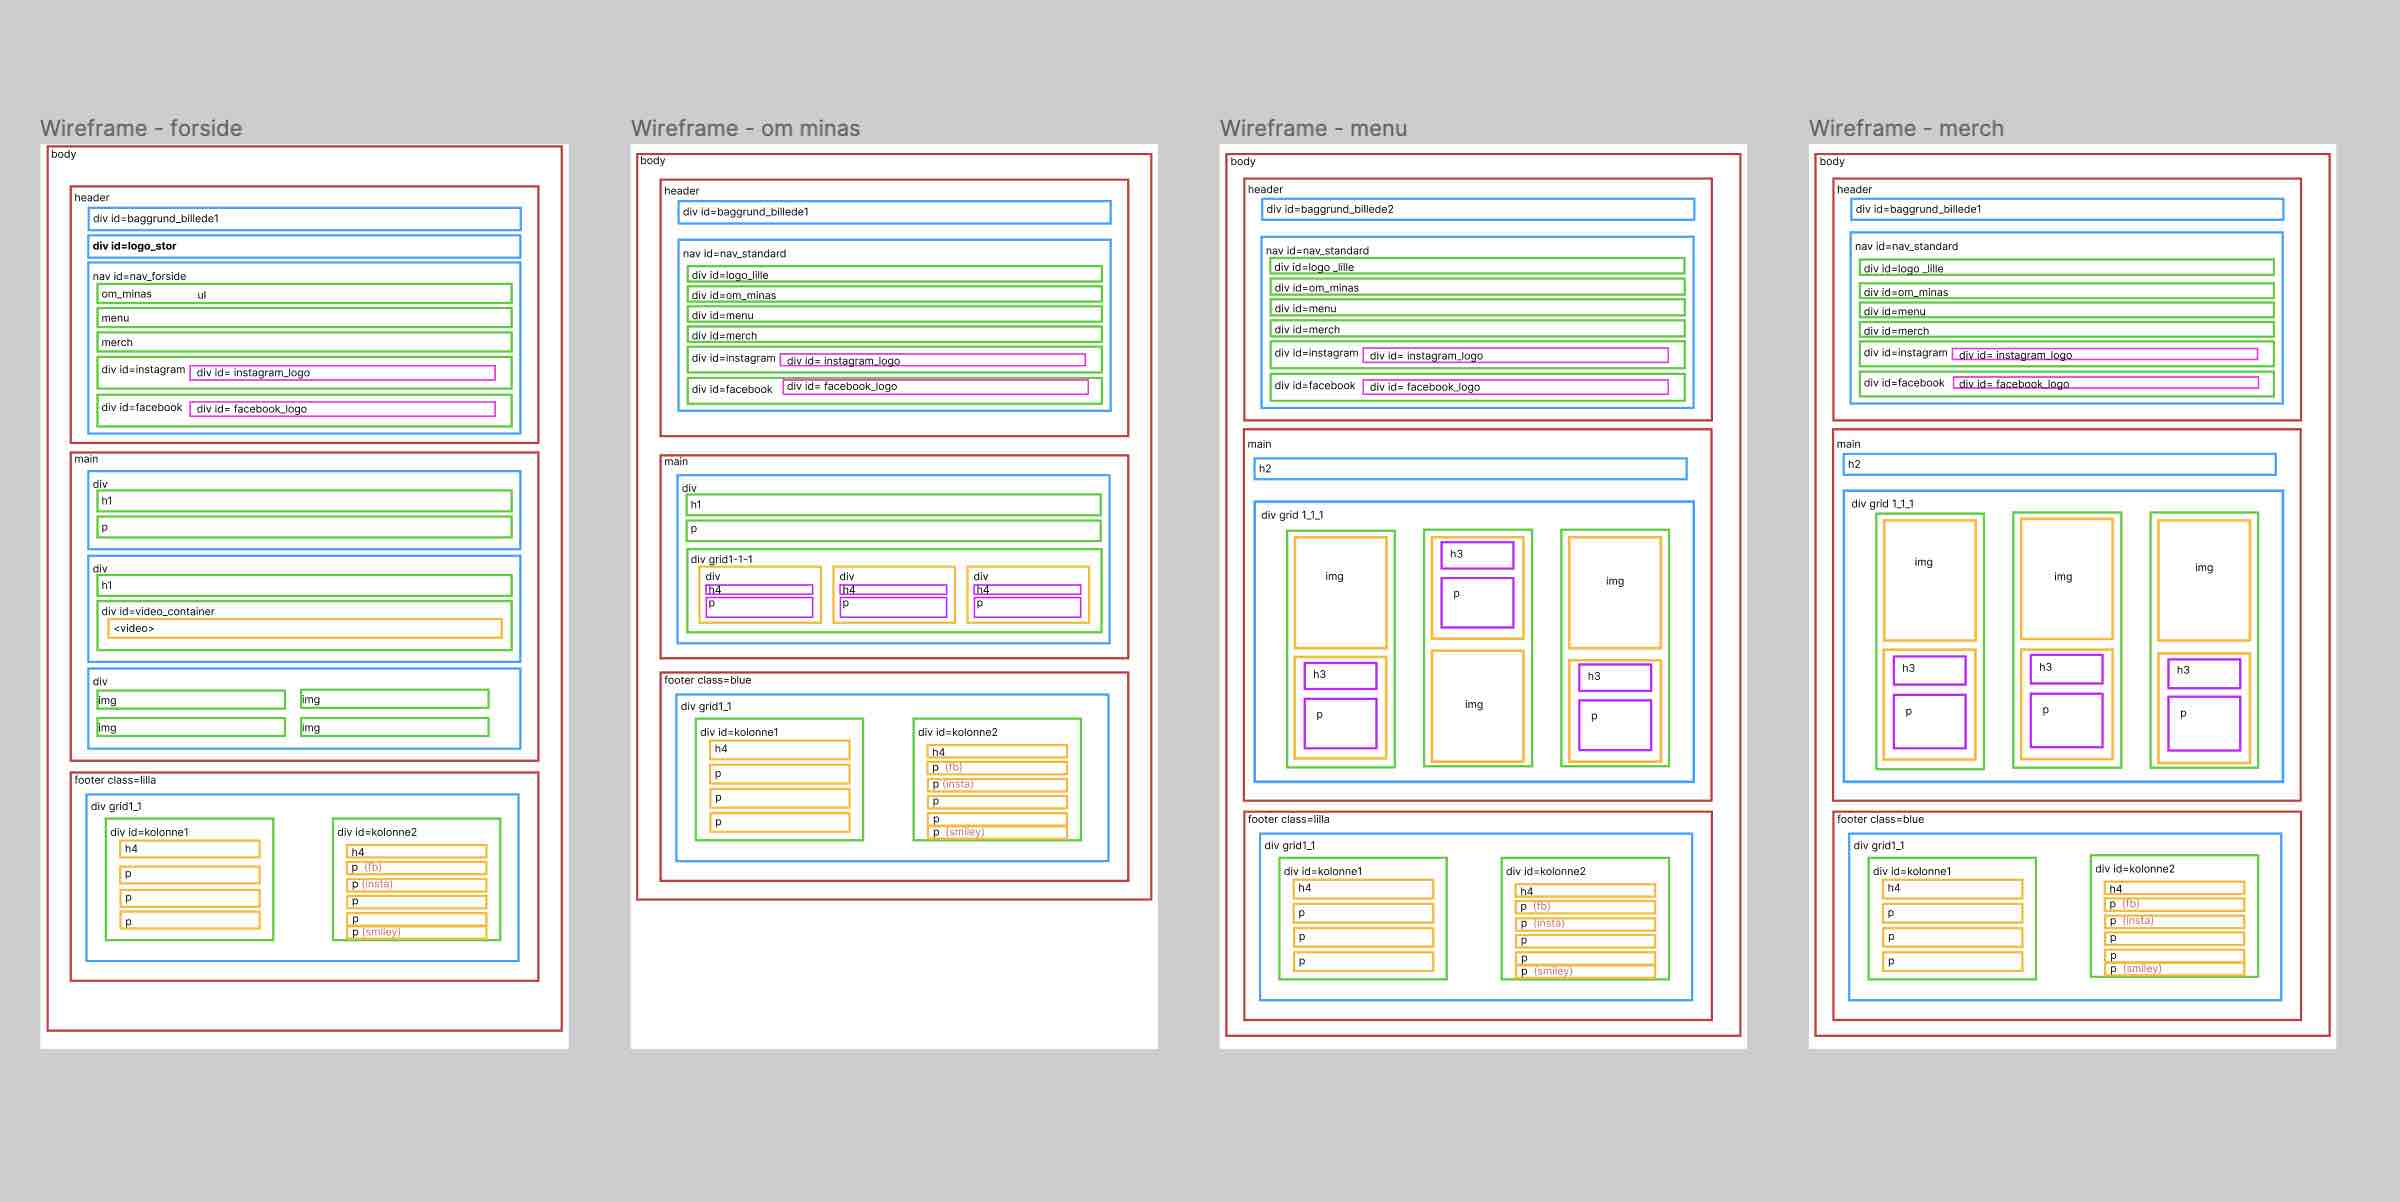 Wireframe - forside
body
header
div id=baggrund_billede1
div id=logo_stor
nav id=nav_forside
om_minas ul
menu
merch
div id=instagram div id= instagram_logo
div id=facebook div id= facebook_logo
main
div
h1
p
div
h1
div id=video_container
<video>
div
img img
img img
footer class=lilla
div grid1_1
div id=kolonne1
h4
p
p
p
div id=kolonne2
h4
p (fb)
p (insta)
p
p
p (smiley)
Wireframe - om minas
body
header
div id=baggrund_billede1
nav id=nav_standard
div id=logo_lille
div id=om_minas
div id=menu
div id=merch
div id=instagram div id= instagram_logo
div id=facebook div id= facebook_logo
main
div
h1
p
div grid1-1-1
div
h4
p
div
h4
p
div
h4
p
footer class=blue
div grid1_1
div id=kolonne1
h4
p
p
p
div id=kolonne2
h4
p (fb)
p (insta)
p
p
p (smiley)
Wireframe - menu
body
header
div id=baggrund_billede2
nav id=nav_standard
div id=logo _lille
div id=om_minas
div id=menu
div id=merch
div id=instagram div id= instagram_logo
div id=facebook div id= facebook_logo
main
h2
div grid 1_1_1
img
h3
p
h3
p
img
img
h3
p
footer class=lilla
div grid1_1
div id=kolonne1
h4
p
p
p
div id=kolonne2
h4
p (fb)
p (insta)
p
p
p (smiley)
Wireframe - merch
body
header
div id=baggrund_billede1
nav id=nav_standard
div id=logo _lille
div id=om_minas
div id=menu
div id=merch
div id=instagram div id= instagram_logo
div id=facebook div id= facebook_logo
main
h2
div grid 1_1_1
img
h3
p
img
h3
p
img
h3
p
footer class=blue
div grid1_1
div id=kolonne1
h4
p
p
p
div id=kolonne2
h4
p (fb)
p (insta)
p
p
p (smiley)